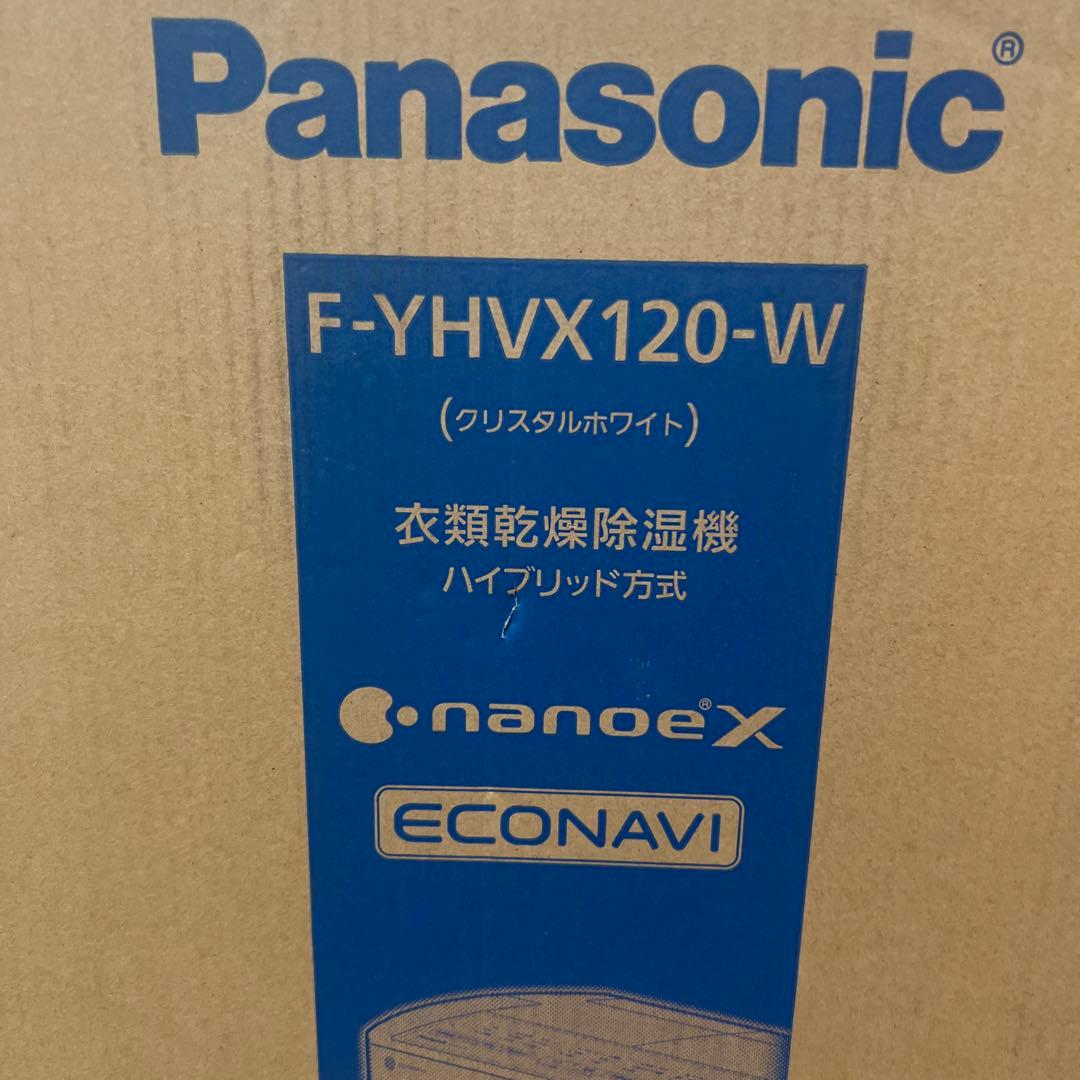 Panasonic®
F-YHVX120-W
(クリスタルホワイト)
衣類乾燥除湿機
ハイブリッド方式
nanoe®X
ECONAVI